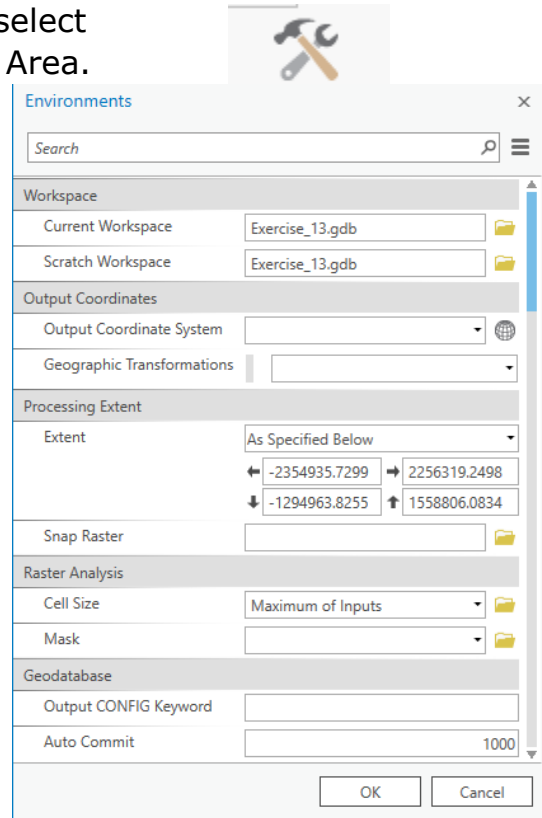 select
Area.
Environments
Search
Workspace
Current Workspace Exercise_13.gdb
Scratch Workspace Exercise_13.gdb
Output Coordinates
Output Coordinate System
Geographic Transformations
Processing Extent
Extent As Specified Below
-2354935.7299 2256319.2498
-1294963.8255 1558806.0834
Snap Raster
Raster Analysis
Cell Size Maximum of Inputs
Mask
Geodatabase
Output CONFIG Keyword
Auto Commit 1000
OK Cancel